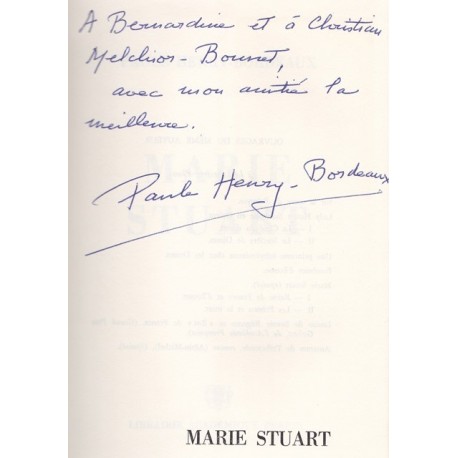 A Bernardine et à Christian
Melchior-Bonnet,
avec mon amitié la
meilleure.
Paule Henry-Bordeaux
MARIE STUART